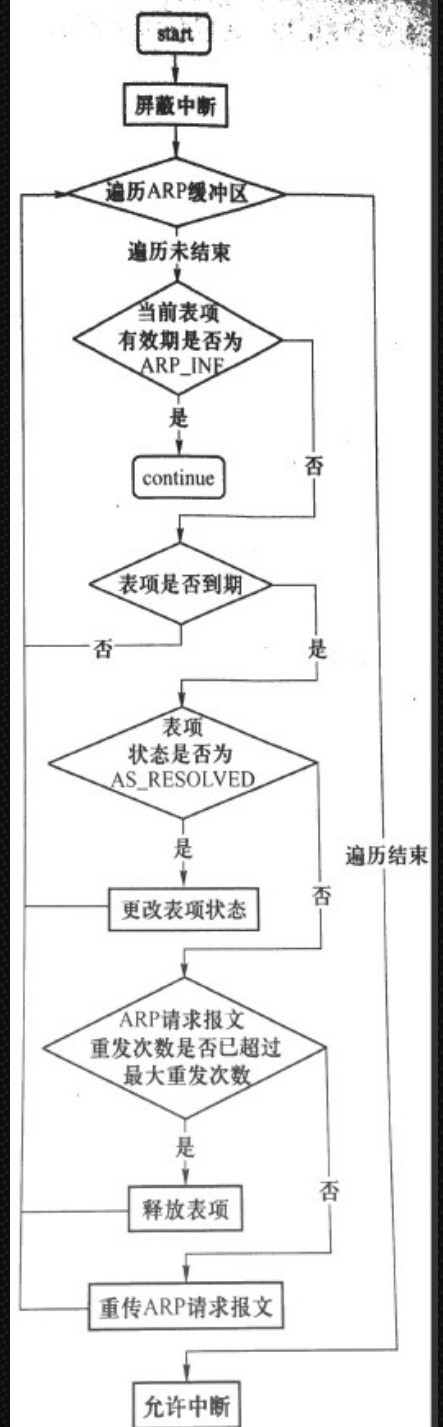 start
屏蔽中断
遍历ARP缓冲区
遍历未结束
当前表项
有效期是否为
ARP_INF
是
continue
否
表项是否到期
否
是
表项
状态是否为
AS_RESOLVED
是
遍历结束
更改表项状态
否
ARP请求报文
重发次数是否已超过
最大重发次数
是
否
释放表项
重传ARP请求报文
允许中断